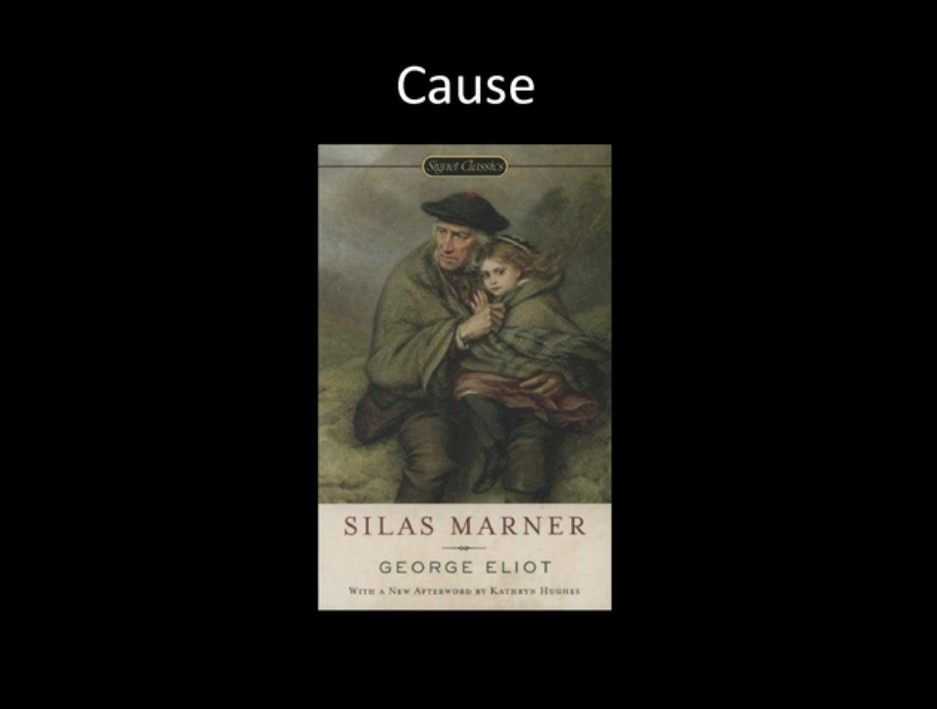 Cause
Signet Classics
SILAS MARNER
GEORGE ELIOT
WITH A NEW AFTERWORD BY KATHRYN HUGHES